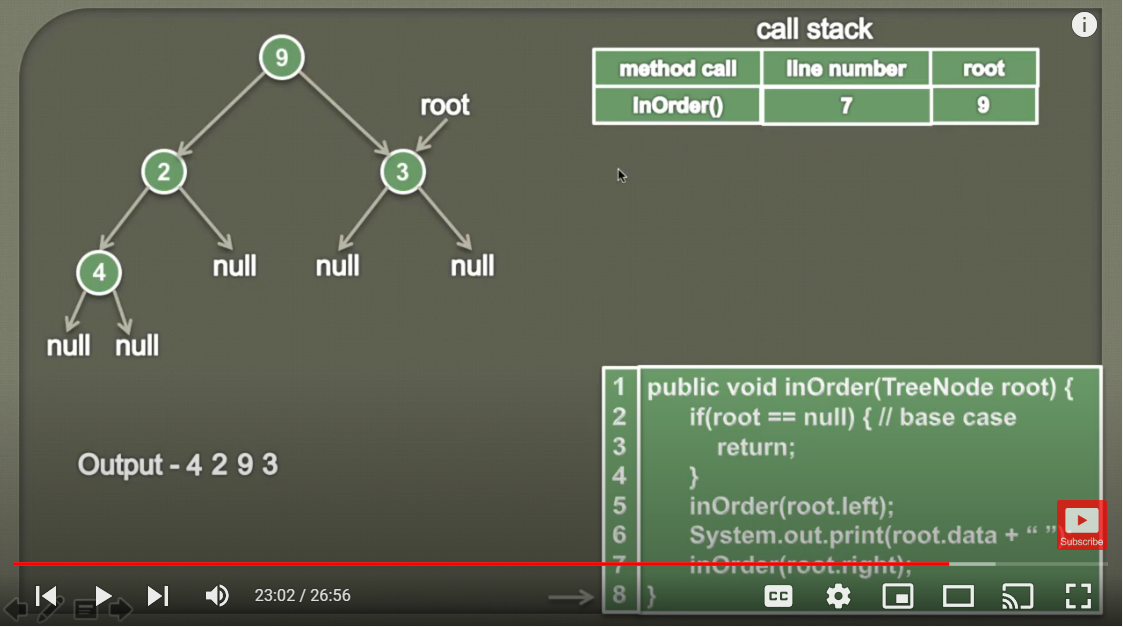 call stack
method call line number root
InOrder() 7 9
9
root
2 3
4 null null null
null null
Output - 4 2 9 3
1 public void inOrder(TreeNode root) {
2 if(root == null) { // base case
3 return;
4 }
5 inOrder(root.left);
6 System.out.print(root.data + “ ”)
7 inOrder(root.right);
8 }
Subscribe
23:02 / 26:56
CC